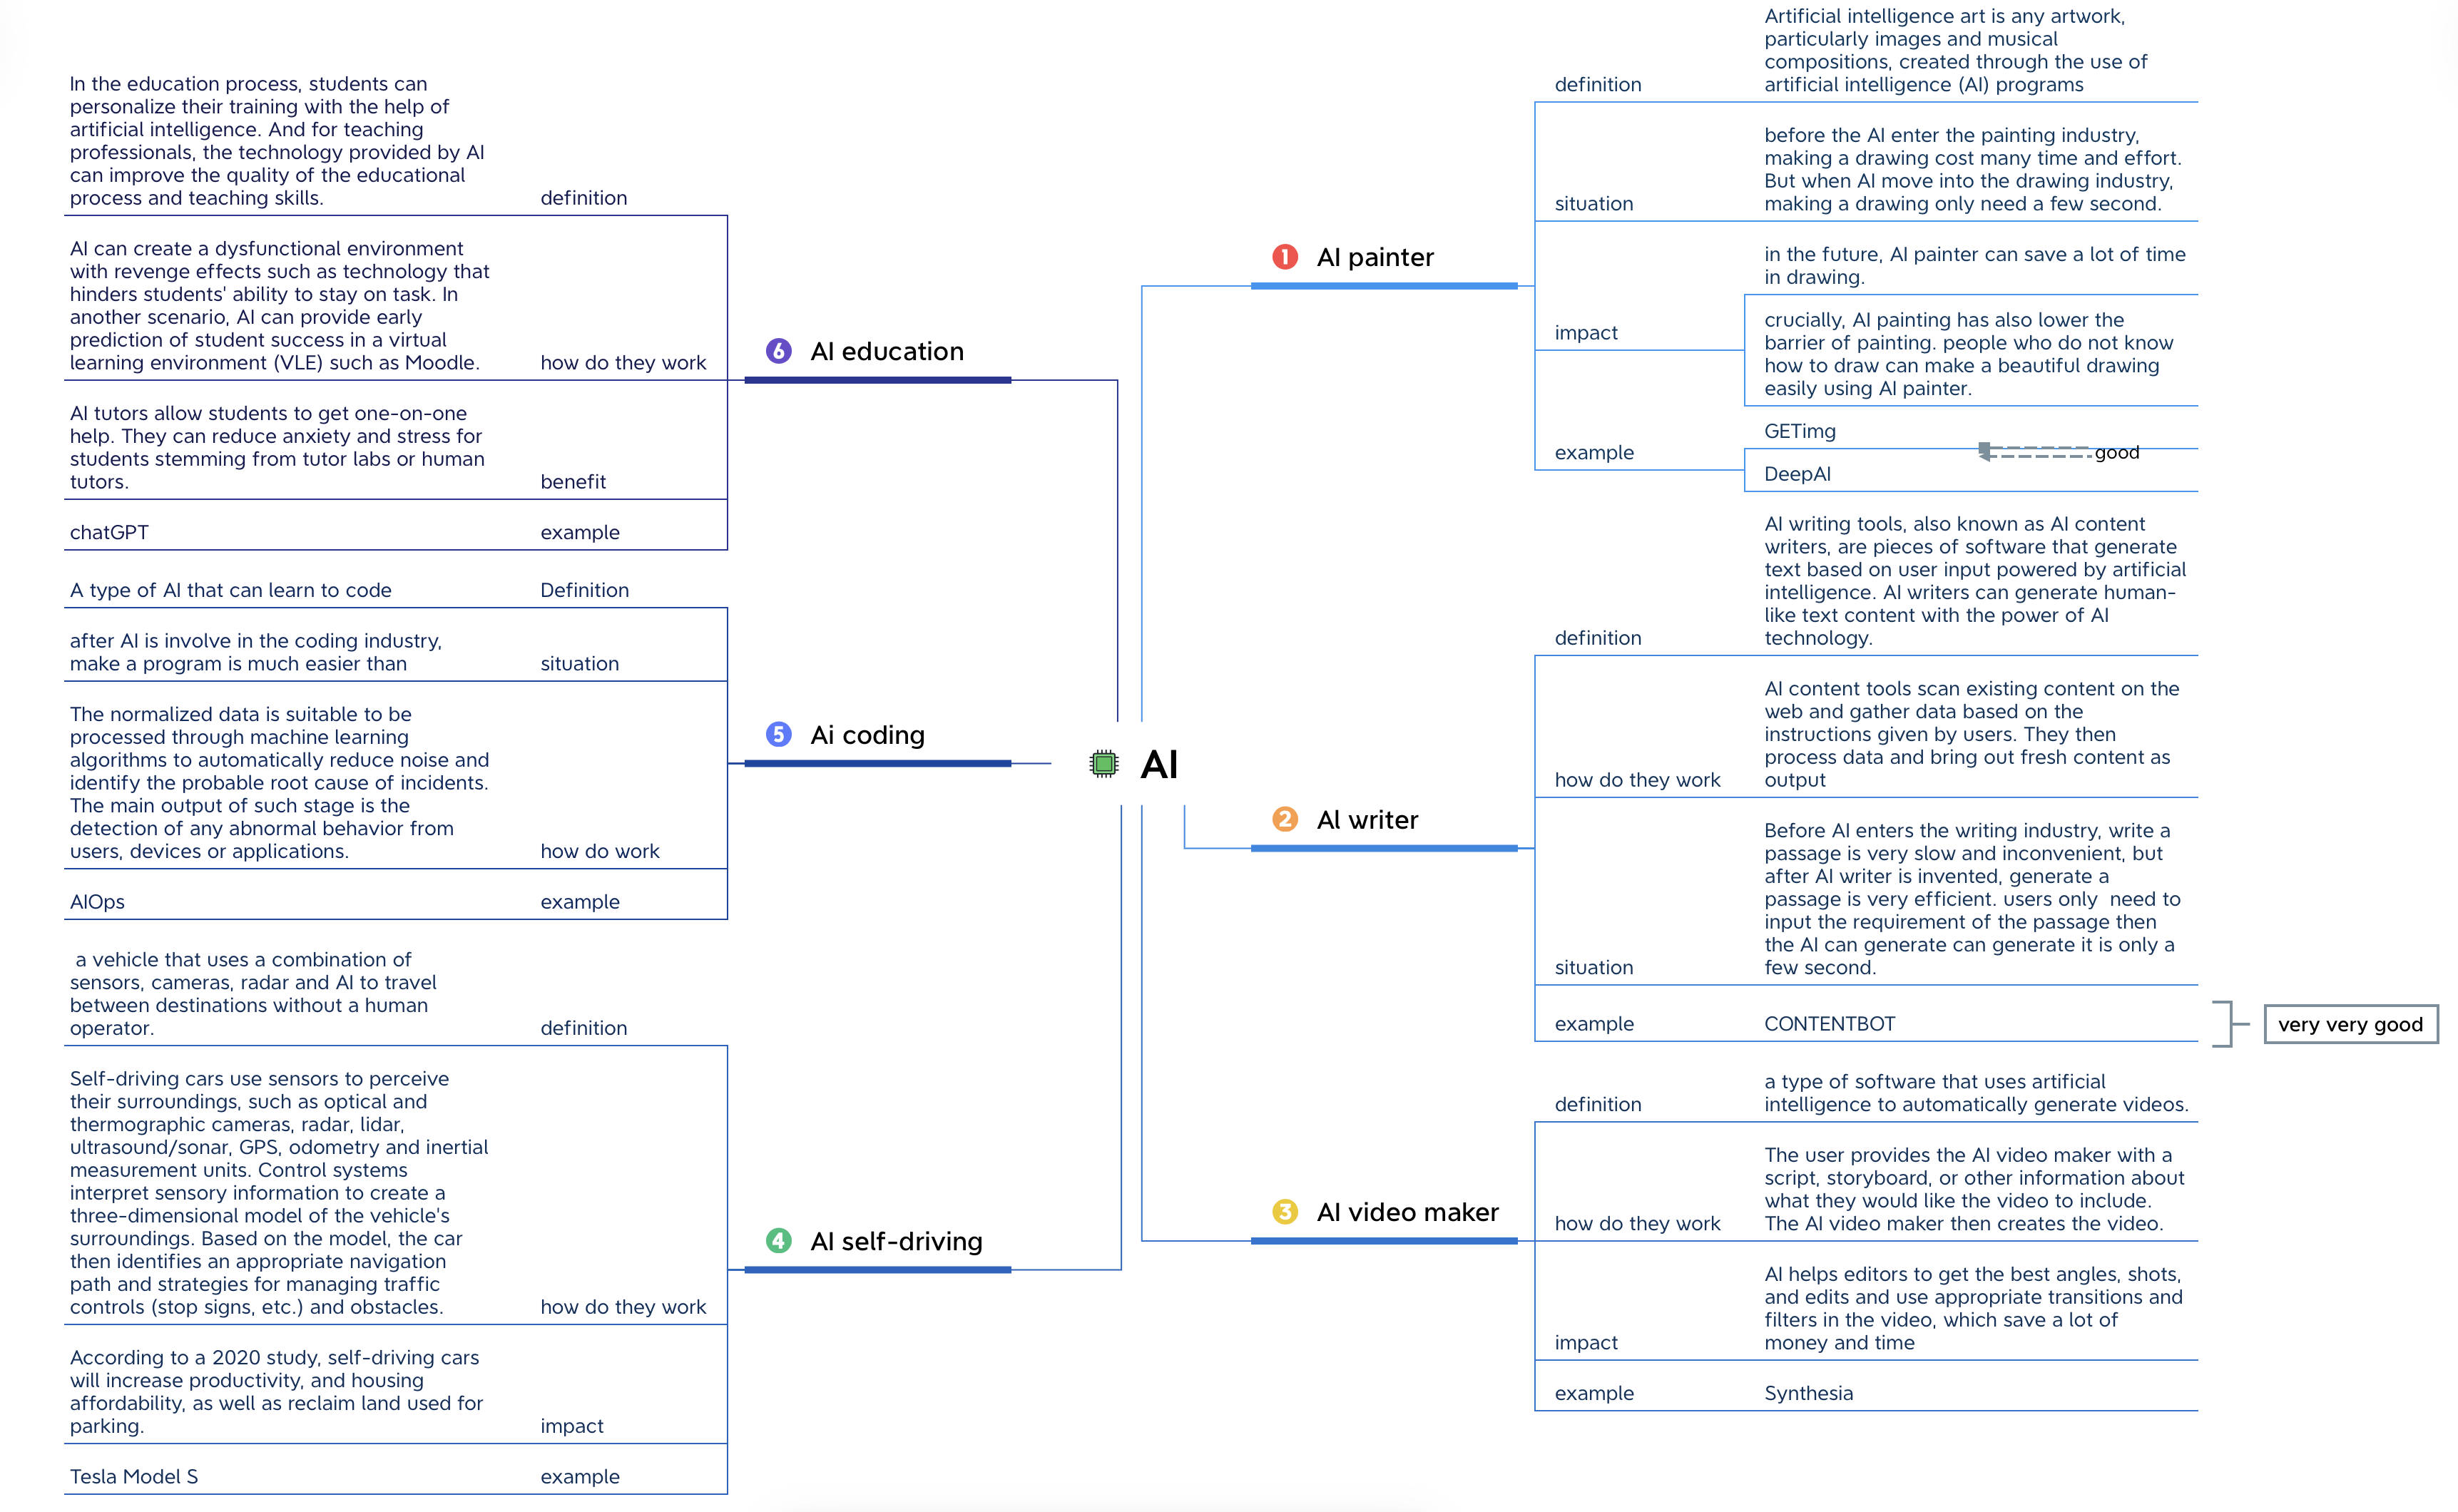 AI
1 AI painter
definition
Artificial intelligence art is any artwork,
particularly images and musical
compositions, created through the use of
artificial intelligence (AI) programs
situation
before the AI enter the painting industry,
making a drawing cost many time and effort.
But when AI move into the drawing industry,
making a drawing only need a few second.
impact
in the future, AI painter can save a lot of time
in drawing.
crucially, AI painting has also lower the
barrier of painting. people who do not know
how to draw can make a beautiful drawing
easily using AI painter.
example
GETimg
good
DeepAI
2 AI writer
definition
AI writing tools, also known as AI content
writers, are pieces of software that generate
text based on user input powered by artificial
intelligence. AI writers can generate human-
like text content with the power of AI
technology.
how do they work
AI content tools scan existing content on the
web and gather data based on the
instructions given by users. They then
process data and bring out fresh content as
output
situation
Before AI enters the writing industry, write a
passage is very slow and inconvenient, but
after AI writer is invented, generate a
passage is very efficient. users only  need to
input the requirement of the passage then
the AI can generate can generate it is only a
few second.
example
CONTENTBOT
very very good
3 AI video maker
definition
a type of software that uses artificial
intelligence to automatically generate videos.
how do they work
The user provides the AI video maker with a
script, storyboard, or other information about
what they would like the video to include.
The AI video maker then creates the video.
impact
AI helps editors to get the best angles, shots,
and edits and use appropriate transitions and
filters in the video, which save a lot of
money and time
example
Synthesia
4 AI self-driving
definition
a vehicle that uses a combination of
sensors, cameras, radar and AI to travel
between destinations without a human
operator.
how do they work
Self-driving cars use sensors to perceive
their surroundings, such as optical and
thermographic cameras, radar, lidar,
ultrasound/sonar, GPS, odometry and inertial
measurement units. Control systems
interpret sensory information to create a
three-dimensional model of the vehicle's
surroundings. Based on the model, the car
then identifies an appropriate navigation
path and strategies for managing traffic
controls (stop signs, etc.) and obstacles.
impact
According to a 2020 study, self-driving cars
will increase productivity, and housing
affordability, as well as reclaim land used for
parking.
example
Tesla Model S
5 Ai coding
Definition
A type of AI that can learn to code
situation
after AI is involve in the coding industry,
make a program is much easier than
how do work
The normalized data is suitable to be
processed through machine learning
algorithms to automatically reduce noise and
identify the probable root cause of incidents.
The main output of such stage is the
detection of any abnormal behavior from
users, devices or applications.
example
AIOps
6 AI education
definition
In the education process, students can
personalize their training with the help of
artificial intelligence. And for teaching
professionals, the technology provided by AI
can improve the quality of the educational
process and teaching skills.
how do they work
AI can create a dysfunctional environment
with revenge effects such as technology that
hinders students' ability to stay on task. In
another scenario, AI can provide early
prediction of student success in a virtual
learning environment (VLE) such as Moodle.
benefit
AI tutors allow students to get one-on-one
help. They can reduce anxiety and stress for
students stemming from tutor labs or human
tutors.
example
chatGPT